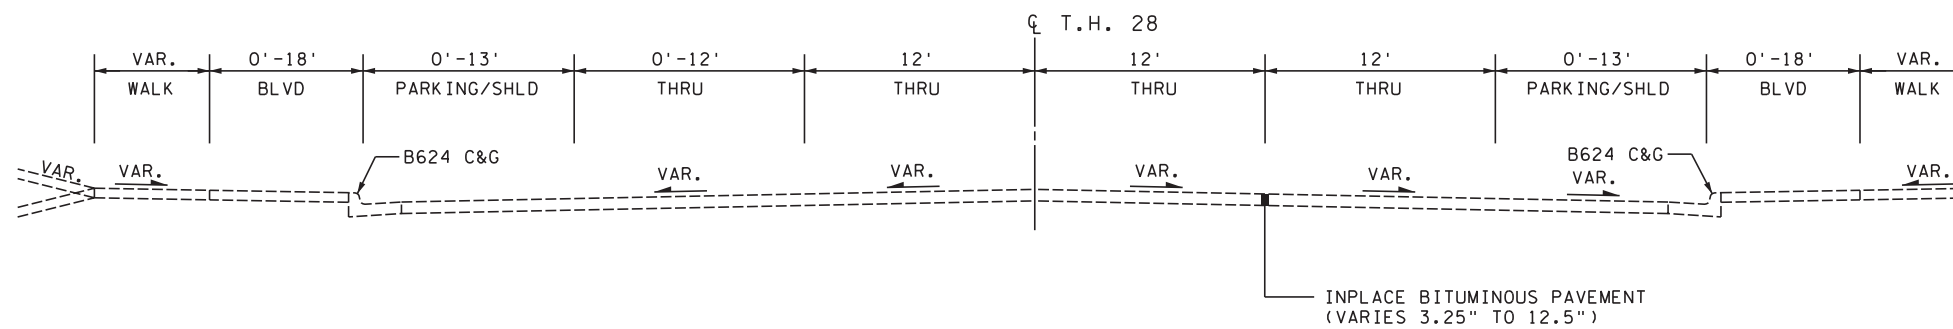 ℄ T.H. 28
VAR. 0'-18' 0'-13' 0'-12' 12' 12' 12' 0'-13' 0'-18' VAR.
WALK BLVD PARKING/SHLD THRU THRU THRU THRU PARKING/SHLD BLVD WALK
B624 C&G B624 C&G
VAR. VAR. VAR. VAR. VAR. VAR. VAR. VAR.
INPLACE BITUMINOUS PAVEMENT
(VARIES 3.25" TO 12.5")